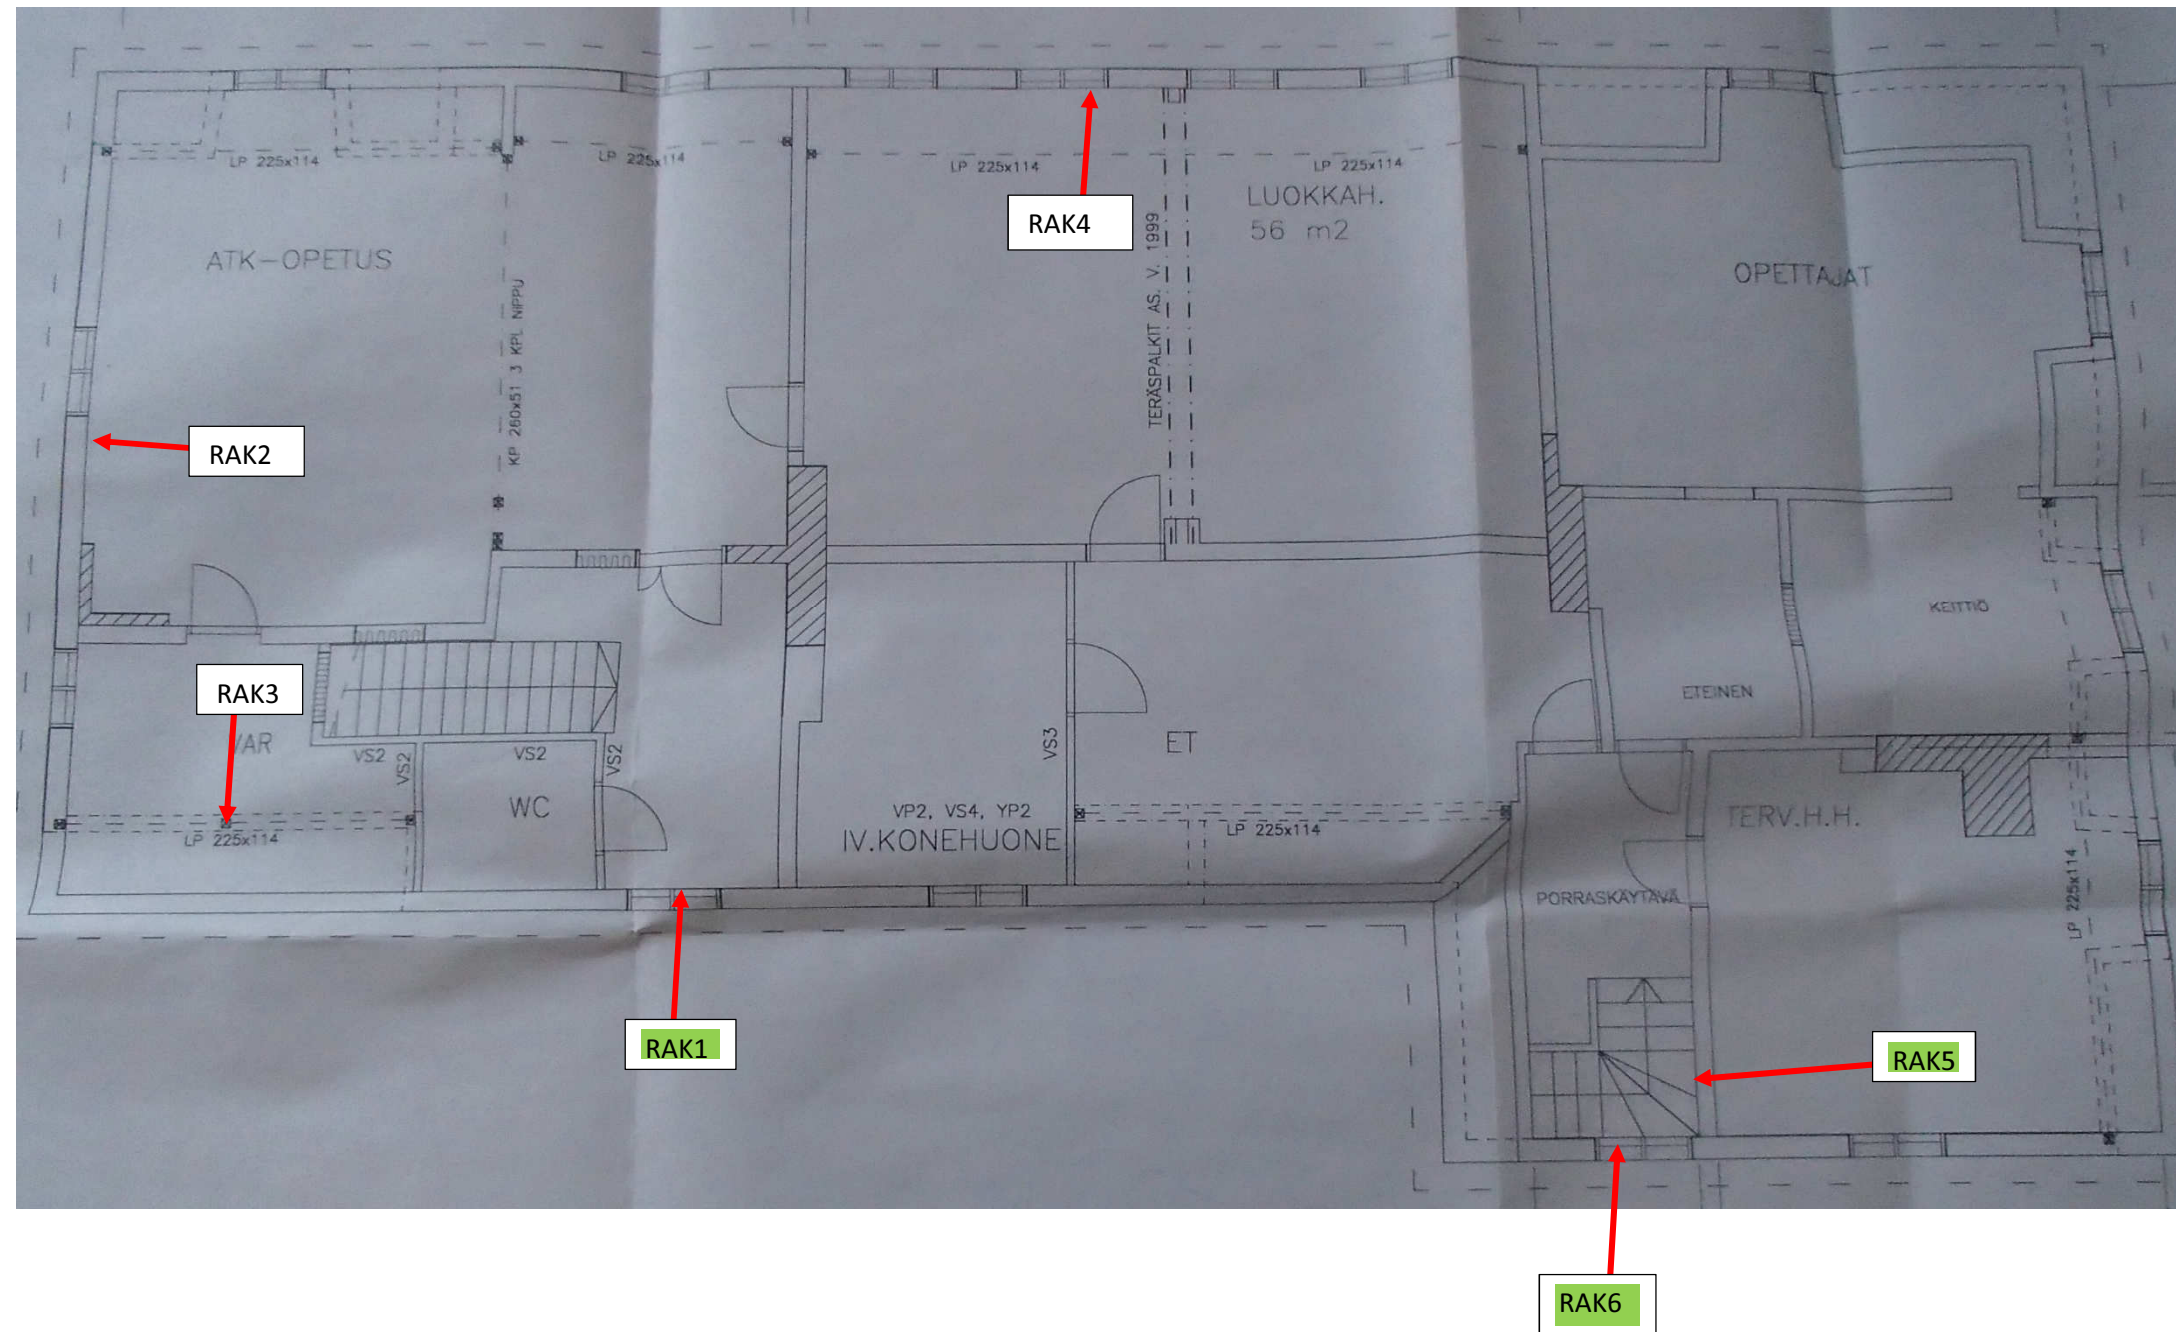 LP 225x114
LP 225x114
LP 225x114
LP 225x114
RAK4
LUOKKAH.
56 m2
ATK-OPETUS
KP 260x51 3 KPL NIPPU
TERÄSPALKIT AS. V. 1999
OPETTAJAT
RAK2
KEITTIÖ
RAK3
ETEINEN
VAR
VS2
VS2
VS2
VS2
VS3
ET
WC
VP2, VS4, YP2
IV.KONEHUONE
LP 225x114
LP 225x114
TERV.H.H.
PORRASKÄYTÄVÄ
LP 225x114
RAK1
RAK5
RAK6